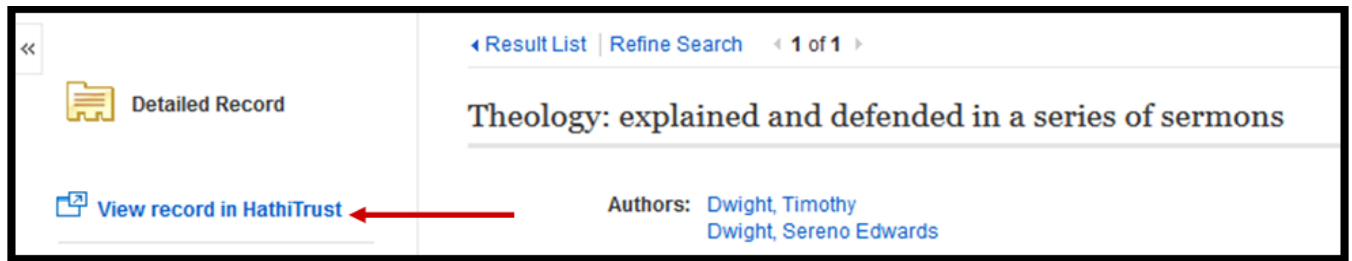 «
Detailed Record
View record in HathiTrust
Result List | Refine Search 1 of 1
Theology: explained and defended in a series of sermons
Authors: Dwight, Timothy
Dwight, Sereno Edwards